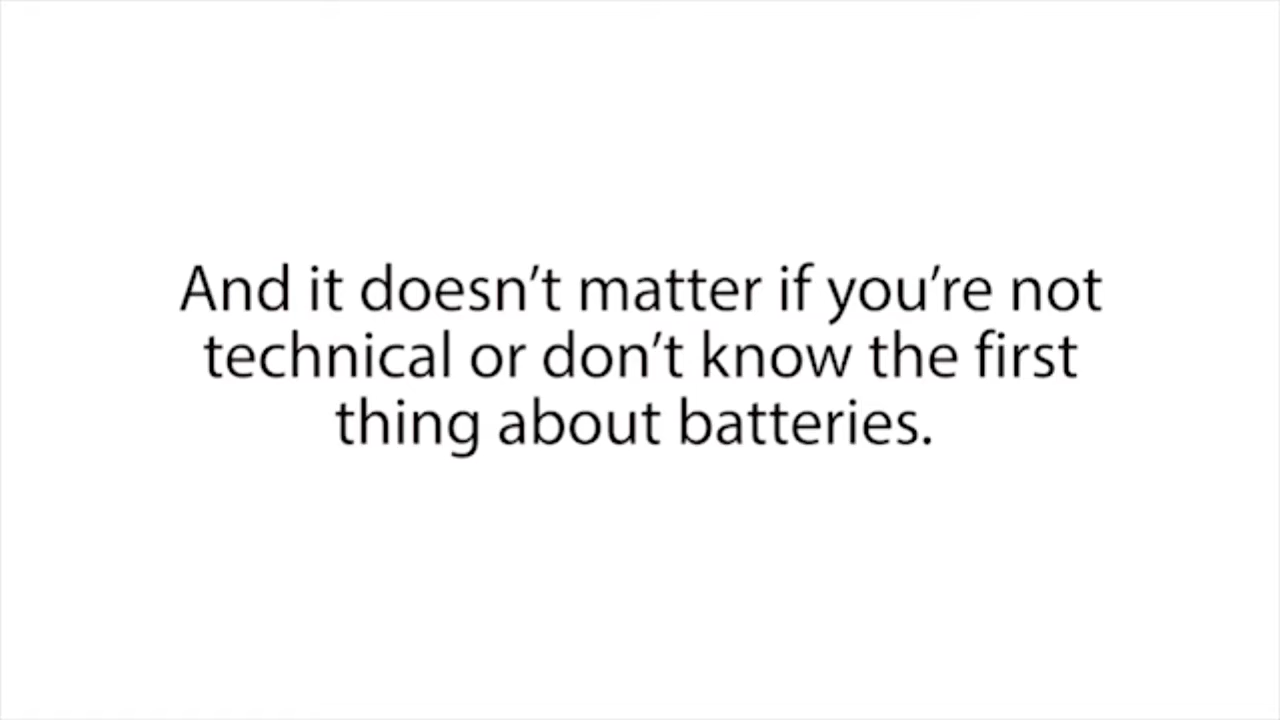 And it doesn’t matter if you’re not
technical or don’t know the first
thing about batteries.